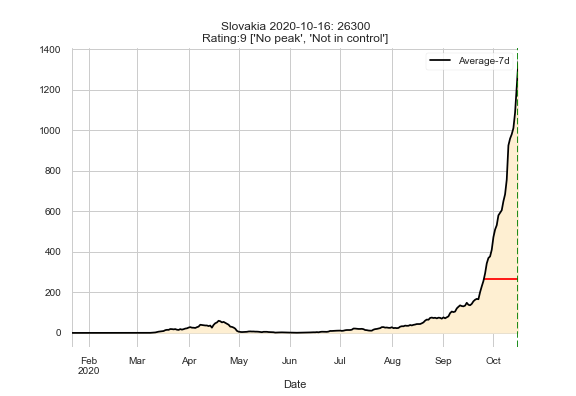 Slovakia 2020-10-16: 26300
Rating:9 ['No peak', 'Not in control']
Average-7d
1400
1200
1000
800
600
400
200
0
Feb Mar Apr May Jun Jul Aug Sep Oct
2020
Date